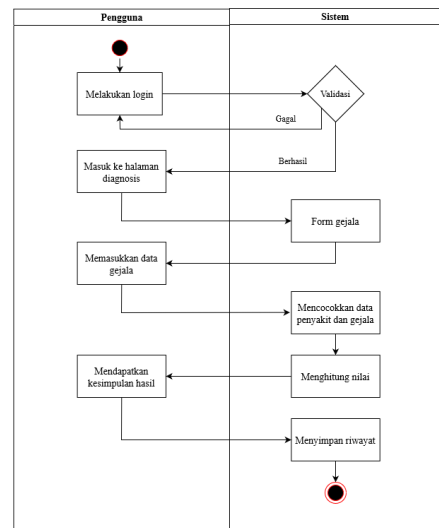 Pengguna
Sistem
Melakukan login
Validasi
Gagal
Berhasil
Masuk ke halaman
diagnosis
Form gejala
Memasukkan data
gejala
Mencocokkan data
penyakit dan gejala
Menghitung nilai
Mendapatkan
kesimpulan hasil
Menyimpan riwayat